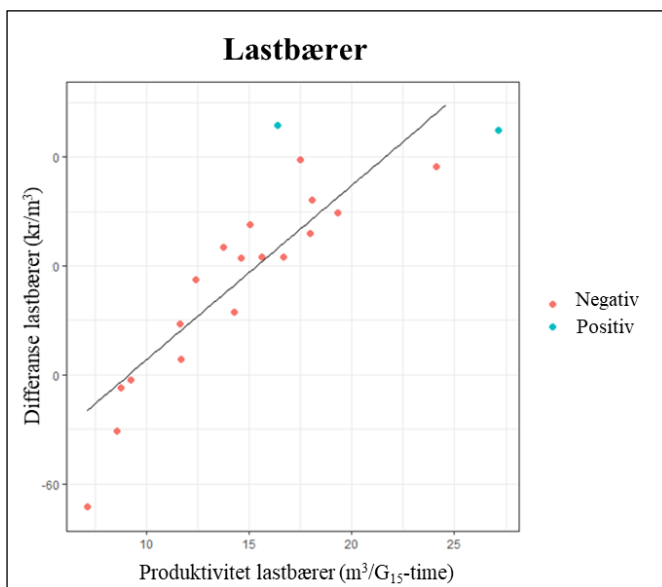 Lastbærer
Differanse lastbærer (kr/m³)
0
0
0
-60
10 15 20 25
Produktivitet lastbærer (m³/G₁₅-time)
Negativ
Positiv